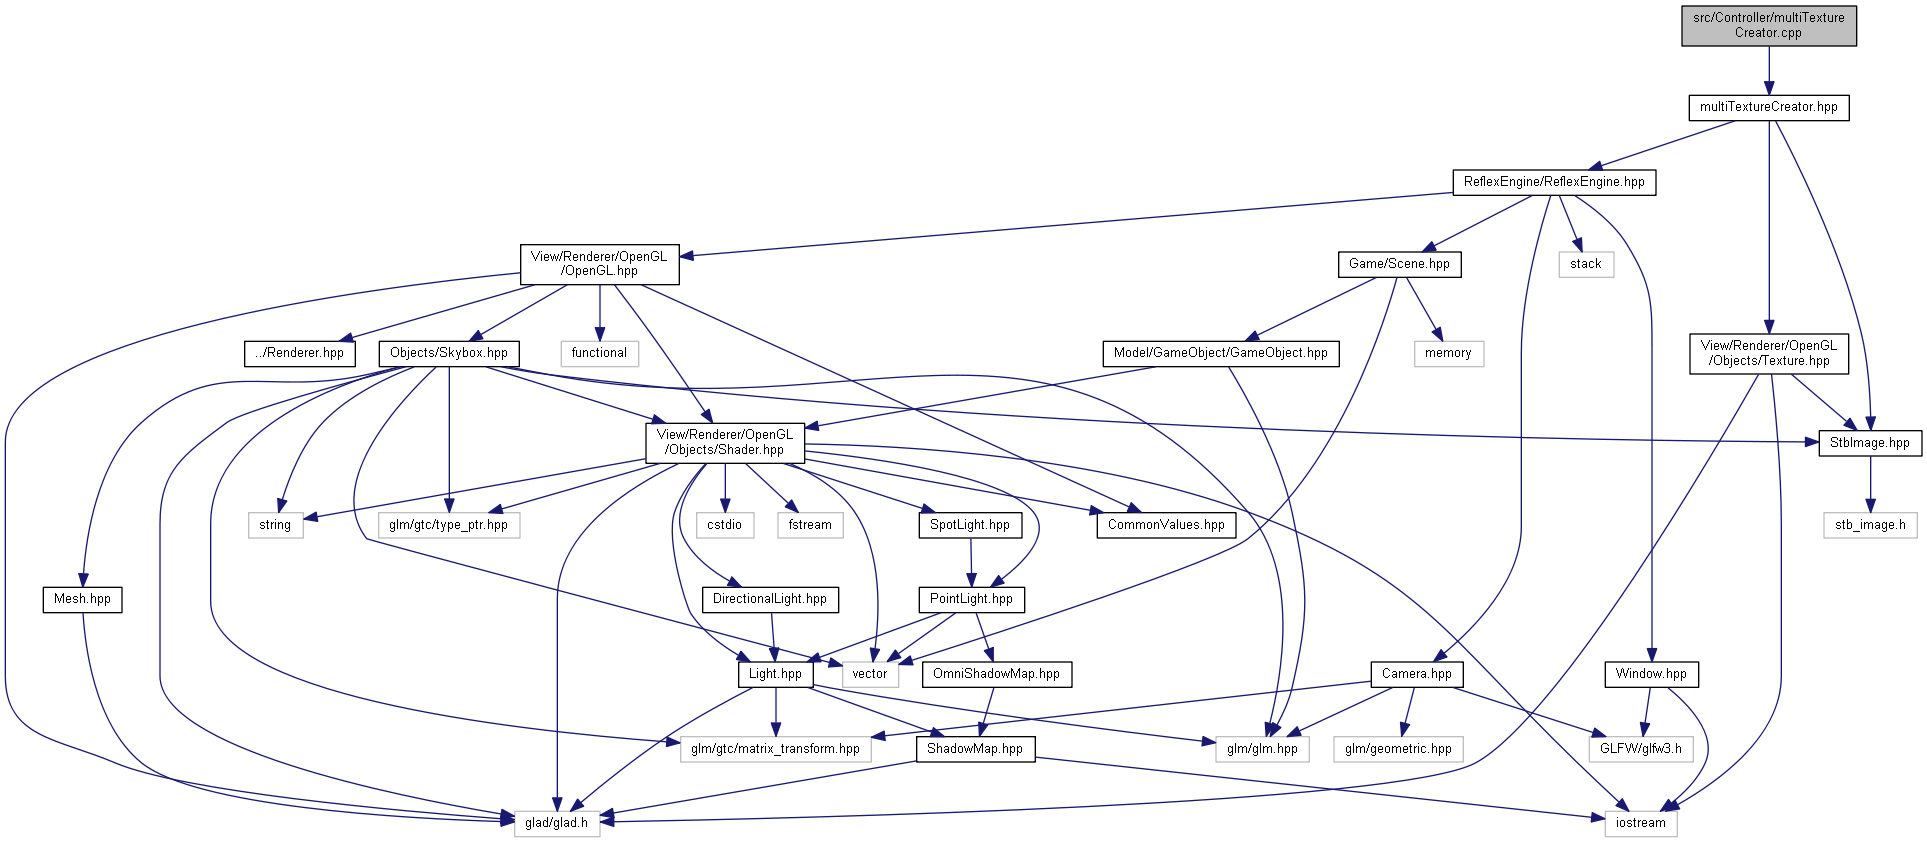 src/Controller/multiTexture
Creator.cpp
multiTextureCreator.hpp
ReflexEngine/ReflexEngine.hpp
View/Renderer/OpenGL
/OpenGL.hpp
Game/Scene.hpp
stack
../Renderer.hpp
Objects/Skybox.hpp
functional
Model/GameObject/GameObject.hpp
memory
View/Renderer/OpenGL
/Objects/Texture.hpp
View/Renderer/OpenGL
/Objects/Shader.hpp
StbImage.hpp
string
glm/gtc/type_ptr.hpp
cstdio
fstream
SpotLight.hpp
CommonValues.hpp
stb_image.h
Mesh.hpp
DirectionalLight.hpp
PointLight.hpp
Light.hpp
vector
OmniShadowMap.hpp
Camera.hpp
Window.hpp
glm/gtc/matrix_transform.hpp
ShadowMap.hpp
glm/glm.hpp
glm/geometric.hpp
GLFW/glfw3.h
glad/glad.h
iostream